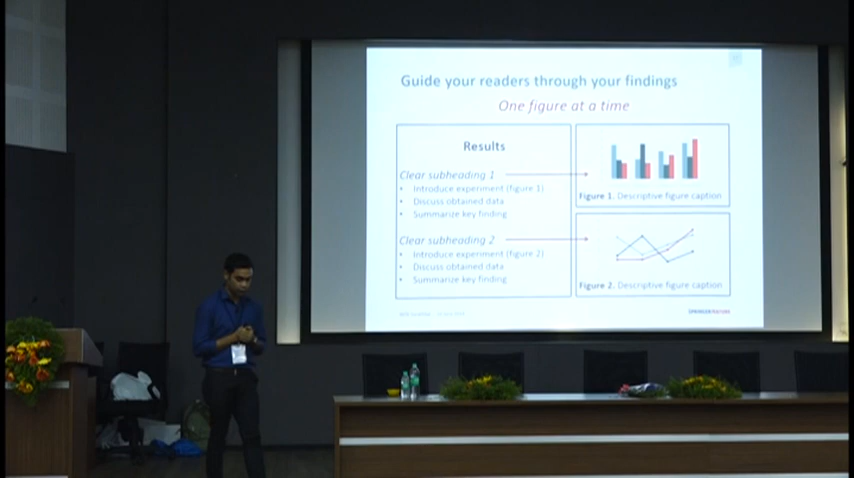 Guide your readers through your findings
One figure at a time
Results
Clear subheading 1
• Introduce experiment (figure 1)
• Discuss obtained data
• Summarize key finding
Clear subheading 2
• Introduce experiment (figure 2)
• Discuss obtained data
• Summarize key finding
Figure 1. Descriptive figure caption
Figure 2. Descriptive figure caption
SPRINGER NATURE